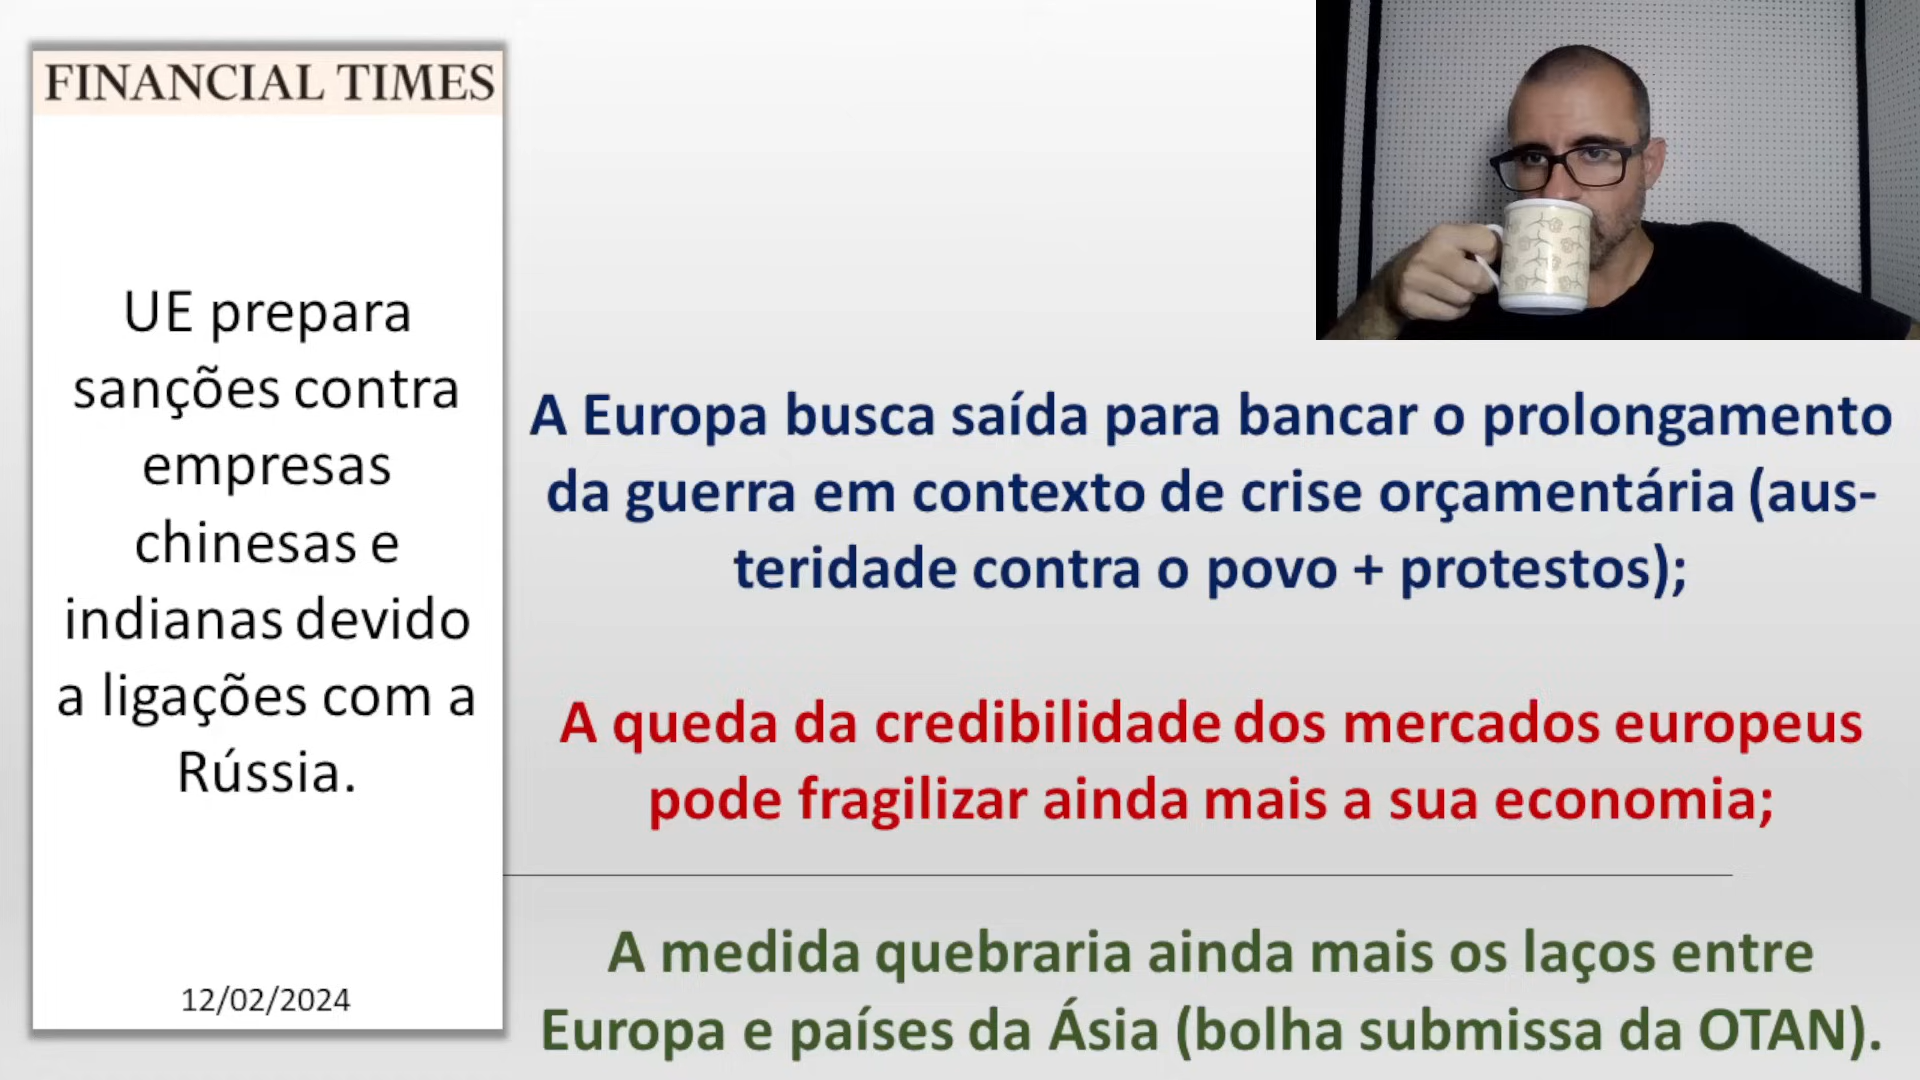 FINANCIAL TIMES
UE prepara
sanções contra
empresas
chinesas e
indianas devido
a ligações com a
Rússia.
12/02/2024
A Europa busca saída para bancar o prolongamento
da guerra em contexto de crise orçamentária (aus-
teridade contra o povo + protestos);
A queda da credibilidade dos mercados europeus
pode fragilizar ainda mais a sua economia;
A medida quebraria ainda mais os laços entre
Europa e países da Ásia (bolha submissa da OTAN).